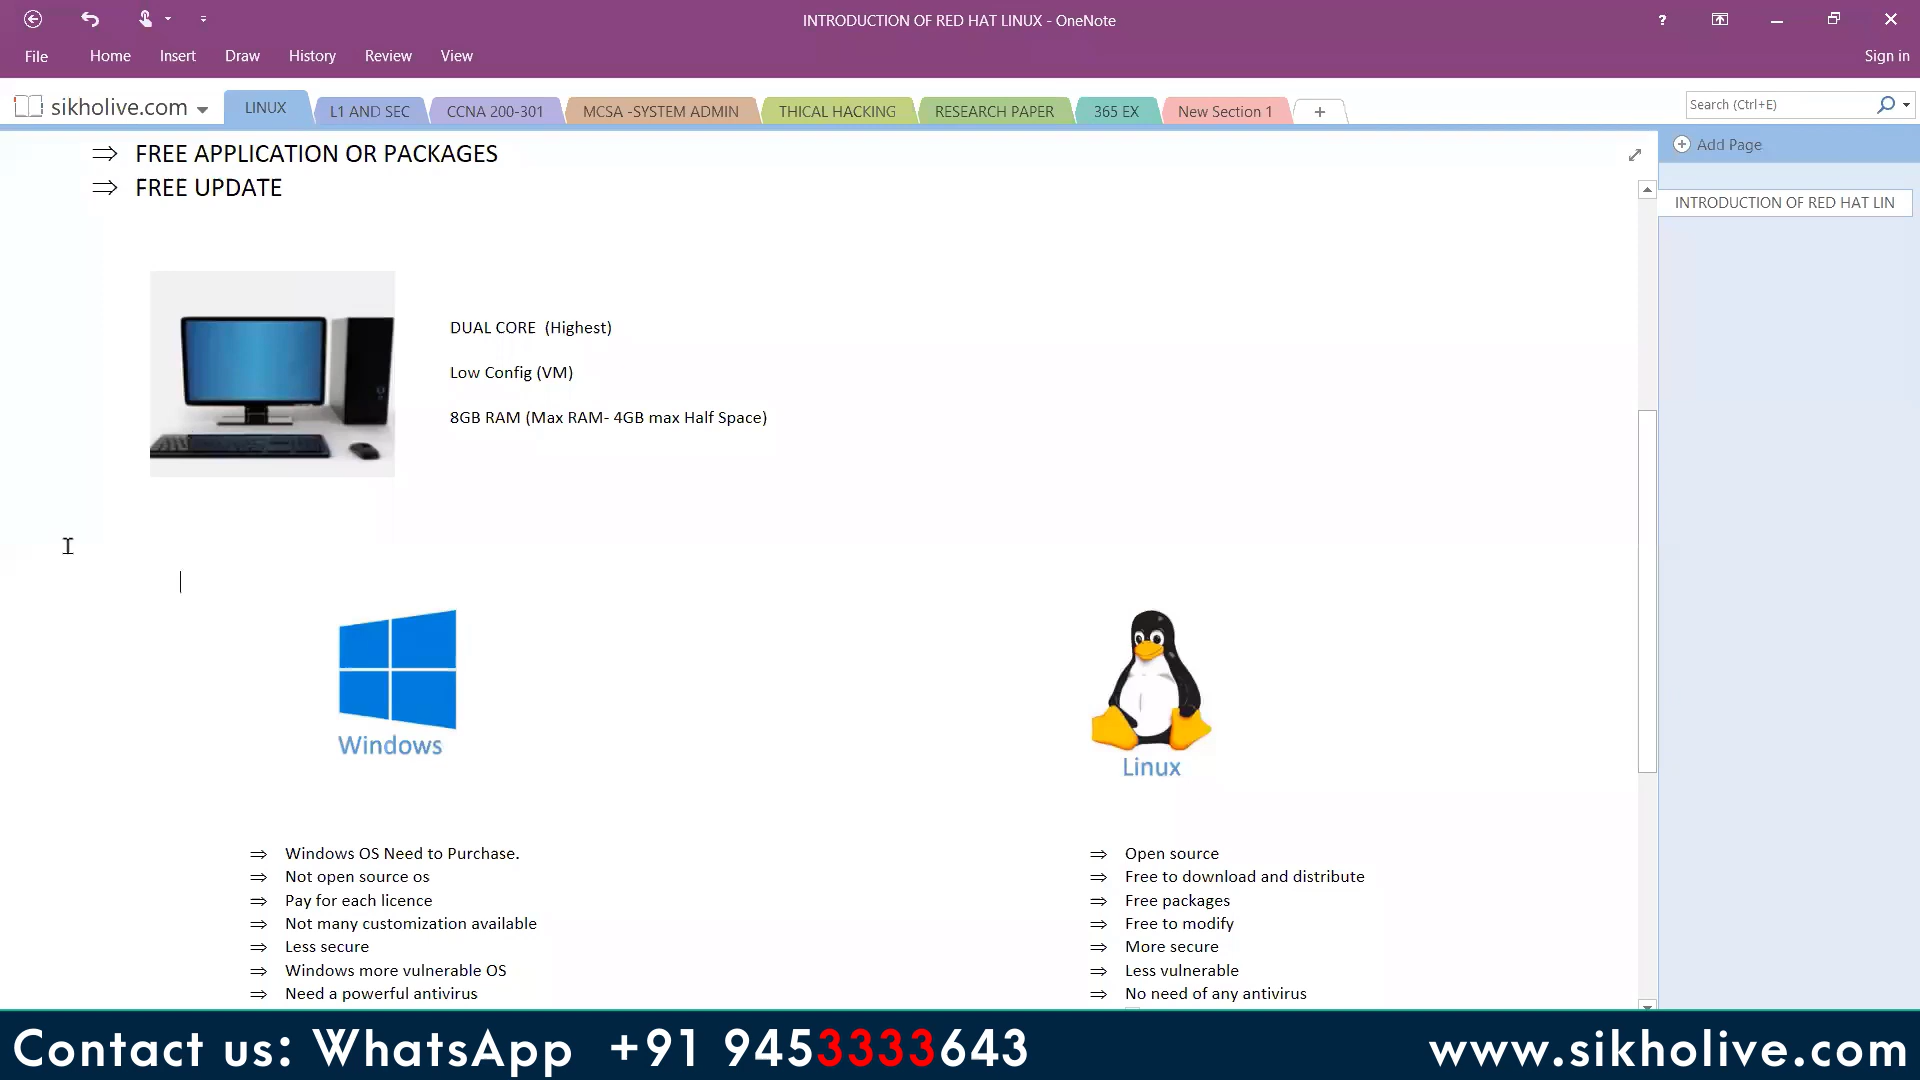 INTRODUCTION OF RED HAT LINUX - OneNote
?
File Home Insert Draw History Review View Sign in
sikholive.com LINUX L1 AND SEC CCNA 200-301 MCSA -SYSTEM ADMIN THICAL HACKING RESEARCH PAPER 365 EX New Section 1 + Search (Ctrl+E)
Add Page
INTRODUCTION OF RED HAT LIN
⇒ FREE APPLICATION OR PACKAGES
⇒ FREE UPDATE
DUAL CORE (Highest)
Low Config (VM)
8GB RAM (Max RAM- 4GB max Half Space)
Windows
Linux
⇒ Windows OS Need to Purchase.
⇒ Not open source os
⇒ Pay for each licence
⇒ Not many customization available
⇒ Less secure
⇒ Windows more vulnerable OS
⇒ Need a powerful antivirus
⇒ Open source
⇒ Free to download and distribute
⇒ Free packages
⇒ Free to modify
⇒ More secure
⇒ Less vulnerable
⇒ No need of any antivirus
Contact us: WhatsApp +91 9453333643 www.sikholive.com